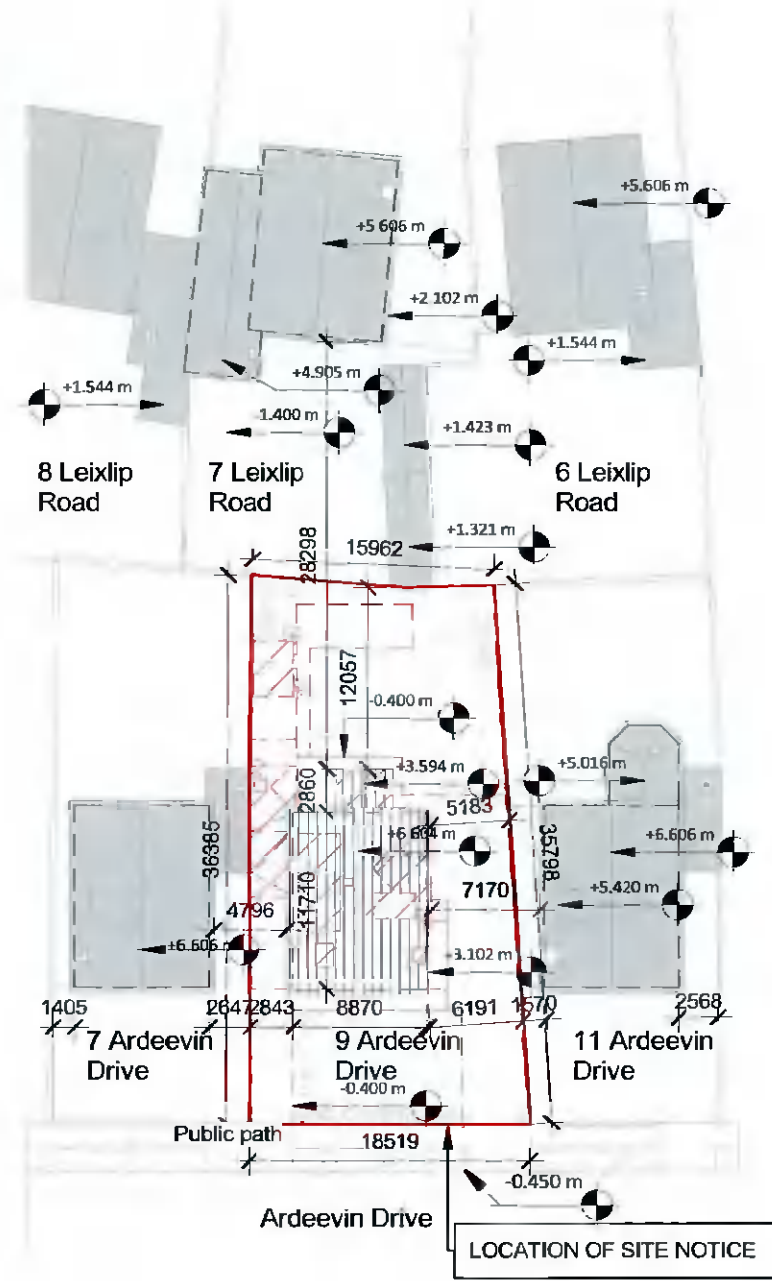 +5.606 m
+5 606 m
+2 102 m
+1.544 m
+4.905 m
+1.544 m
1.400 m
+1.423 m
8 Leixlip
Road
7 Leixlip
Road
6 Leixlip
Road
+1.321 m
28298
15962
12057
-0.400 m
+3.594 m
+5.016 m
2860
5183
36385
35798
+6.606 m
11710
7170
+5.420 m
4796
+6.606 m
2647
2843
8870
6191
1570
2568
1405
7 Ardeevin
Drive
9 Ardeevin
Drive
11 Ardeevin
Drive
-0.400 m
Public path
18519
-0.450 m
Ardeevin Drive
LOCATION OF SITE NOTICE